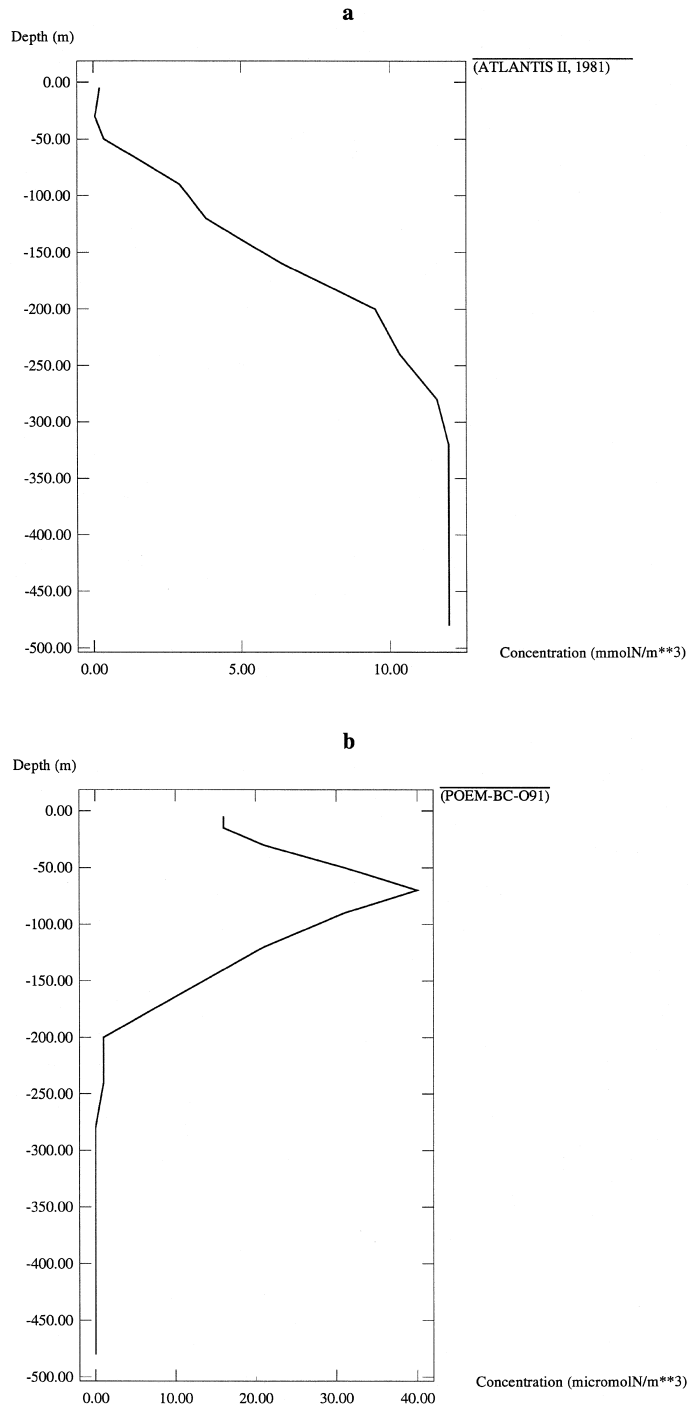 a
Depth (m)
(ATLANTIS II, 1981)
0.00
-50.00
-100.00
-150.00
-200.00
-250.00
-300.00
-350.00
-400.00
-450.00
-500.00
Concentration (mmolN/m**3)
0.00 5.00 10.00
b
Depth (m)
(POEM-BC-O91)
0.00
-50.00
-100.00
-150.00
-200.00
-250.00
-300.00
-350.00
-400.00
-450.00
-500.00
Concentration (micromolN/m**3)
0.00 10.00 20.00 30.00 40.00